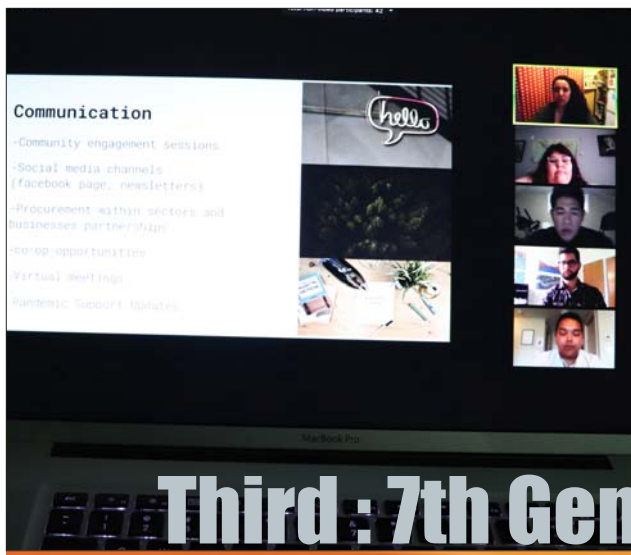 Communication
-Community engagement sessions
-Social media channels
(facebook page, newsletters)
-Procurement within sectors and
businesses partnerships
-co-op opportunities
-Virtual meetings
-Pandemic Support Updates
hello
MacBook Pro
Third : 7th Gen